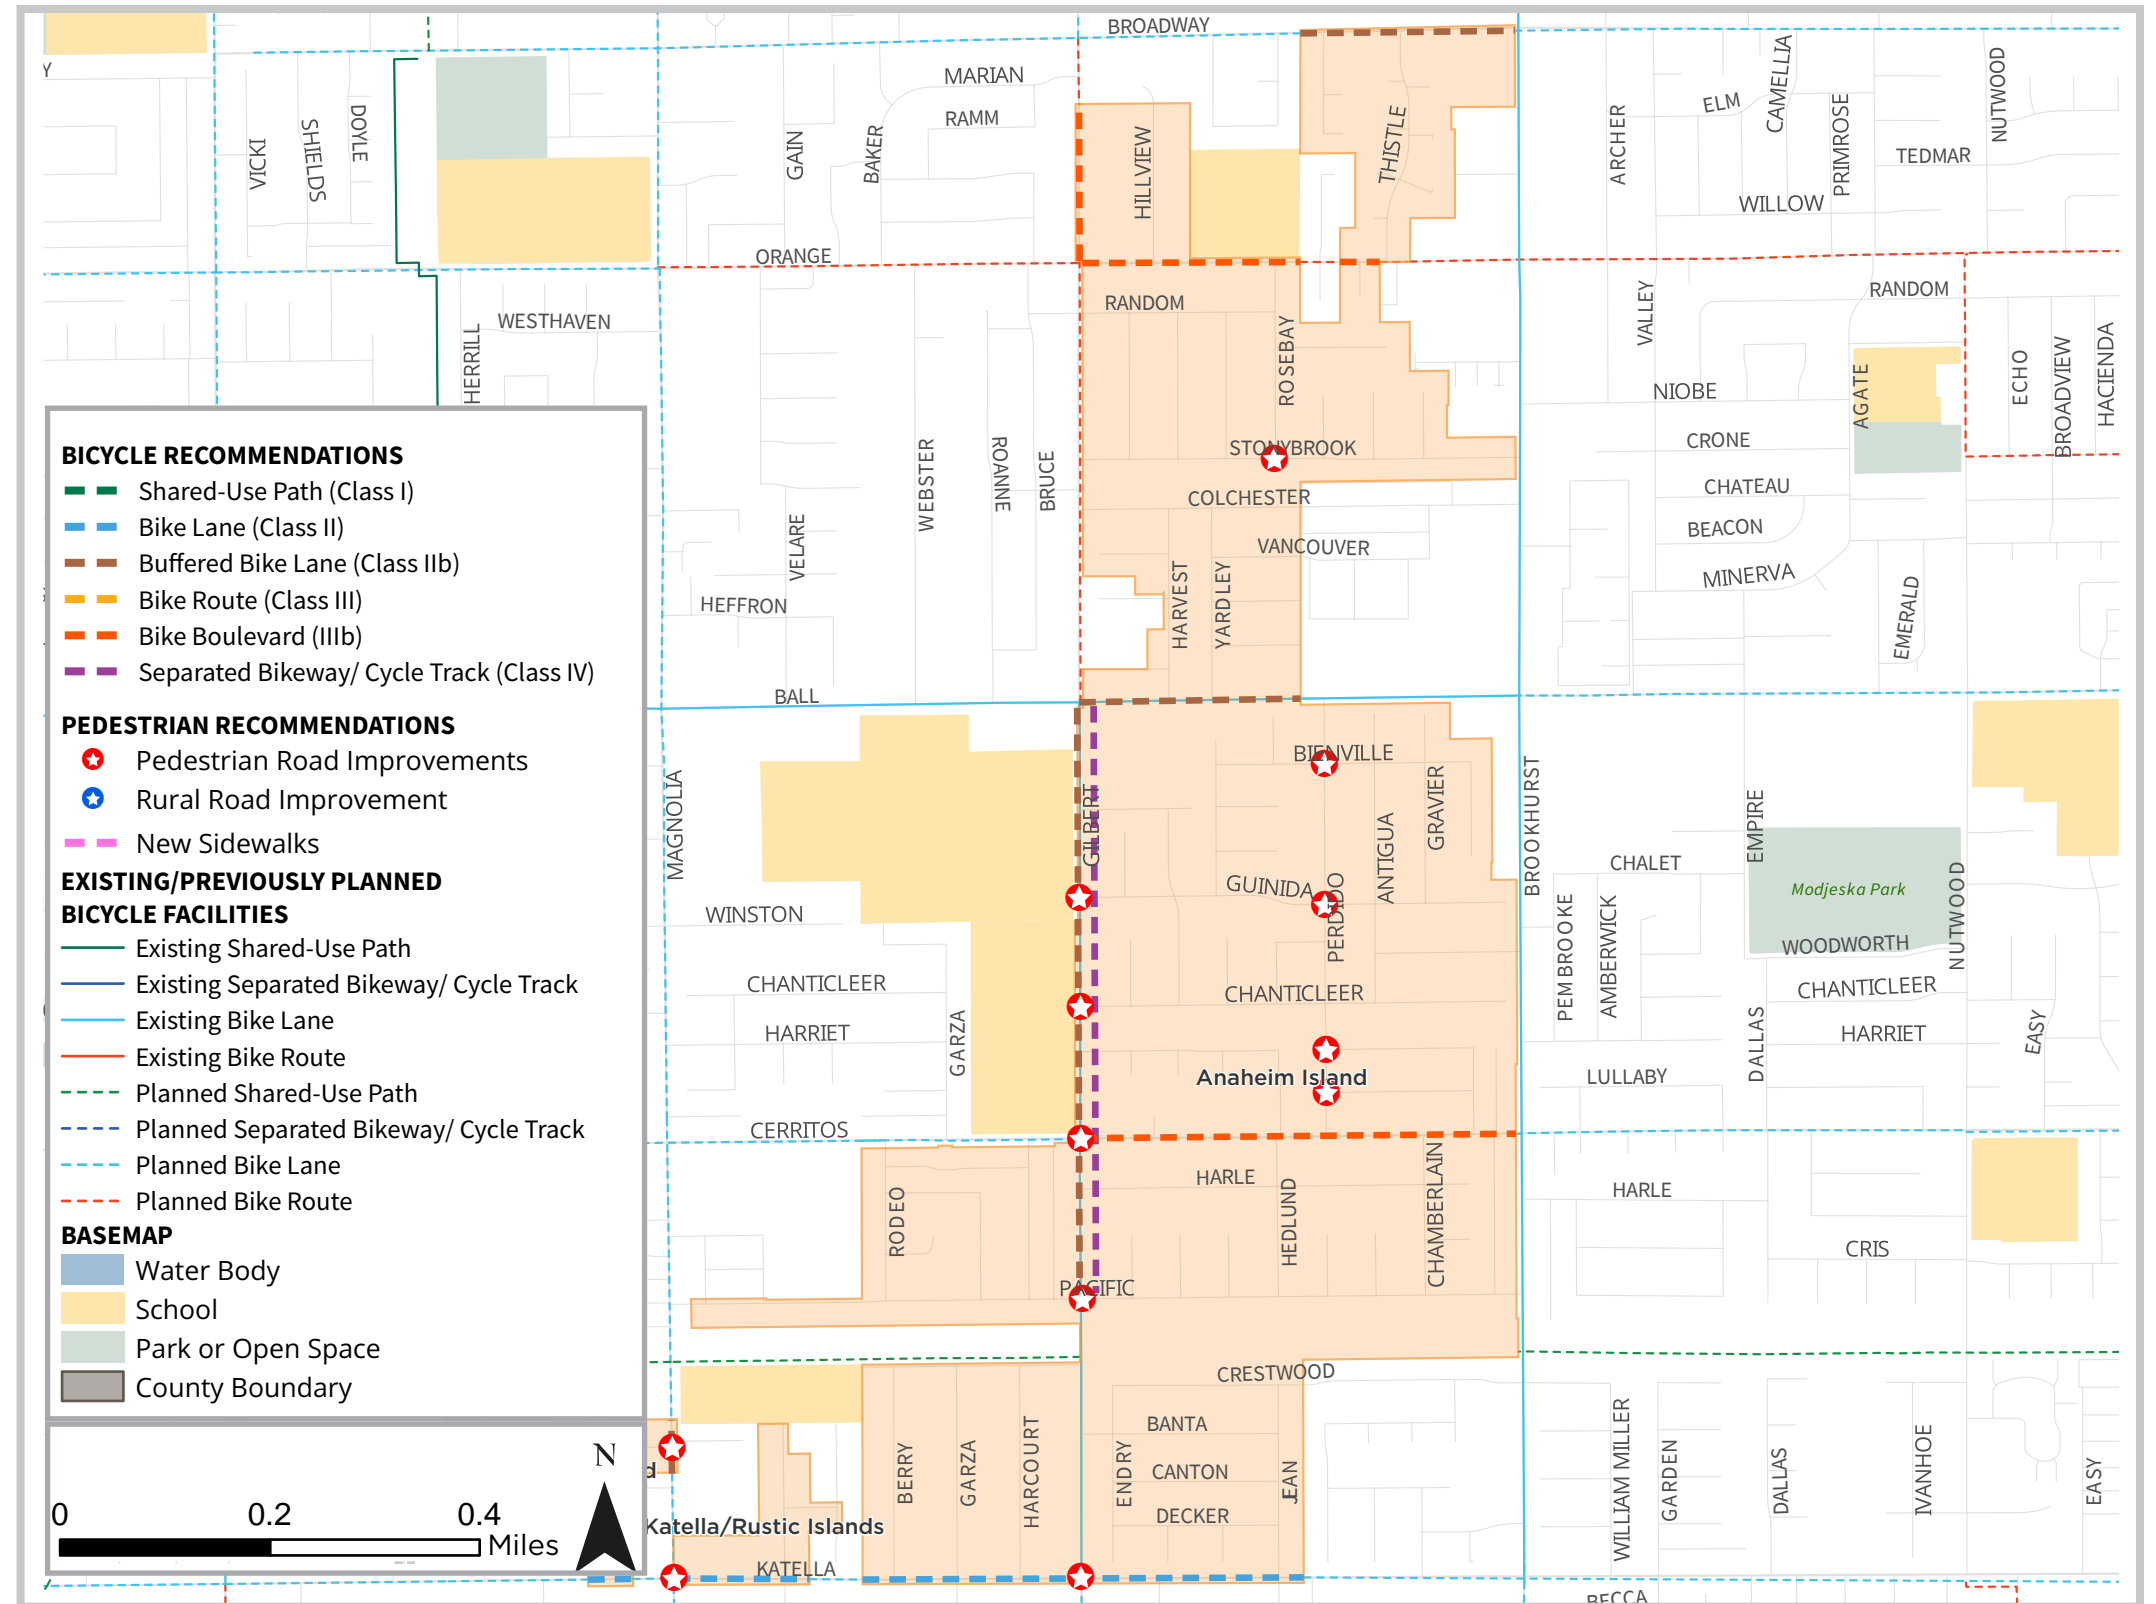 BROADWAY
MARIAN
RAMM
Y
VICKI
SHIELDS
DOYLE
GAIN
BAKER
HILLVIEW
THISTLE
ARCHER
ELM
CAMELLIA
PRIMROSE
NUTWOOD
TEDMAR
WILLOW
ORANGE
RANDOM
RANDOM
WESTHAVEN
HERRILL
ROSEBAY
VALLEY
NIOBE
AGATE
ECHO
BROADVIEW
HACIENDA
CRONE
STONYBROOK
COLCHESTER
CHATEAU
BEACON
VANCOUVER
MINERVA
WEBSTER
ROANNE
BRUCE
VELARE
HEFFRON
HARVEST
YARDLEY
EMERALD
BALL
BICYCLE RECOMMENDATIONS
Shared-Use Path (Class I)
Bike Lane (Class II)
Buffered Bike Lane (Class IIb)
Bike Route (Class III)
Bike Boulevard (IIIb)
Separated Bikeway/ Cycle Track (Class IV)
PEDESTRIAN RECOMMENDATIONS
Pedestrian Road Improvements
Rural Road Improvement
New Sidewalks
EXISTING/PREVIOUSLY PLANNED
BICYCLE FACILITIES
Existing Shared-Use Path
Existing Separated Bikeway/ Cycle Track
Existing Bike Lane
Existing Bike Route
Planned Shared-Use Path
Planned Separated Bikeway/ Cycle Track
Planned Bike Lane
Planned Bike Route
BASEMAP
Water Body
School
Park or Open Space
County Boundary
MAGNOLIA
GILBERT
BIENVILLE
GRAVIER
ANTIGUA
GUINIDA
PERDIDO
BROOKHURST
EMPIRE
CHALET
Modjeska Park
NUTWOOD
PEMBROOKE
AMBERWICK
WOODWORTH
WINSTON
CHANTICLEER
CHANTICLEER
CHANTICLEER
HARRIET
HARRIET
GARZA
DALLAS
EASY
Anaheim Island
LULLABY
CERRITOS
HARLE
HARLE
RODEO
HEDLUND
CHAMBERLAIN
CRIS
PACIFIC
CRESTWOOD
BANTA
CANTON
DECKER
BERRY
GARZA
HARCOURT
ENDRY
JEAN
WILLIAM MILLER
GARDEN
DALLAS
IVANHOE
EASY
d
Katella/Rustic Islands
KATELLA
BECCA
N
0 0.2 0.4
Miles